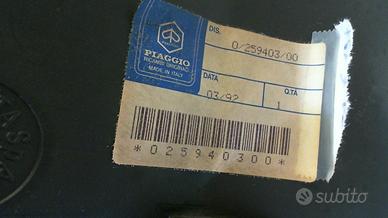 PIAGGIO
RICAMBI ORIGINALI
MADE IN ITALY
DIS.
0/259403/00
DATA
Q.TA
03/92
1
*025940300*
subito